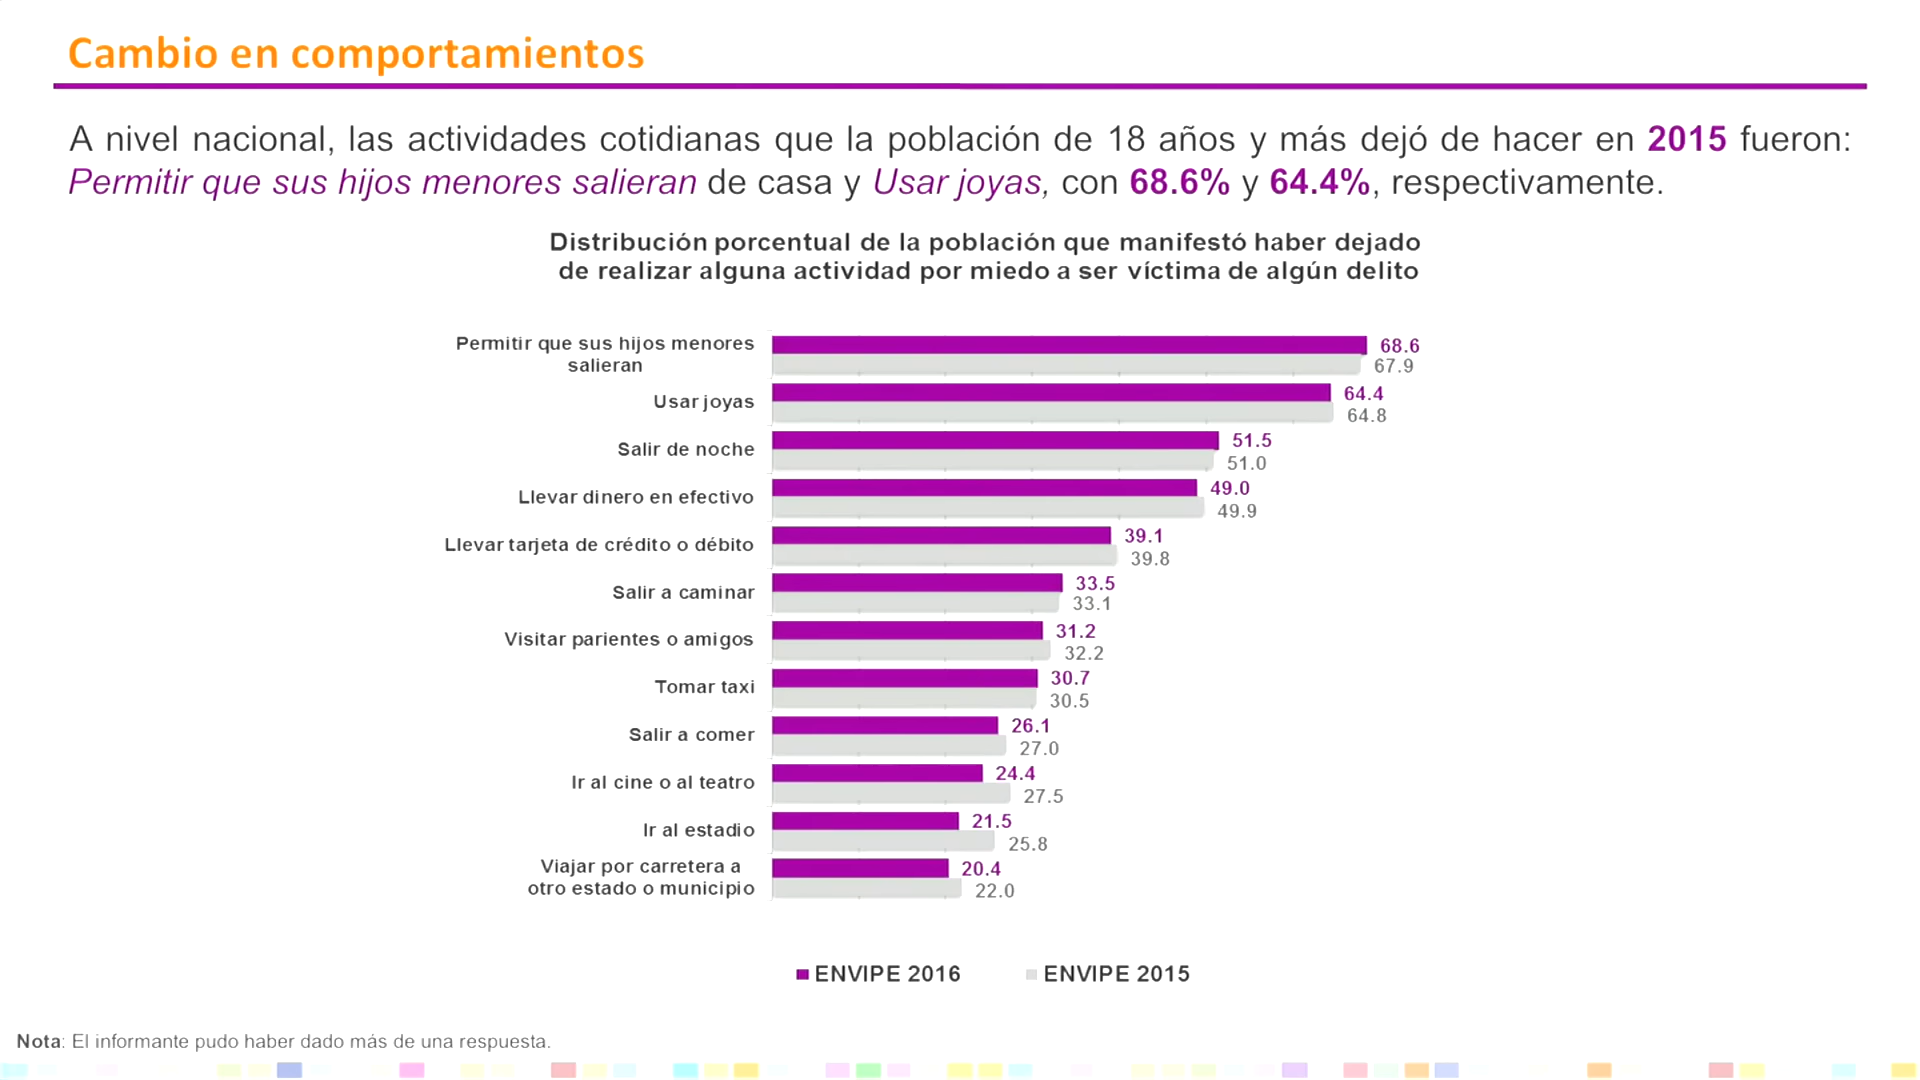 Cambio en comportamientos
A nivel nacional, las actividades cotidianas que la población de 18 años y más dejó de hacer en 2015 fueron:
Permitir que sus hijos menores salieran de casa y Usar joyas, con 68.6% y 64.4%, respectivamente.
Distribución porcentual de la población que manifestó haber dejado
de realizar alguna actividad por miedo a ser víctima de algún delito
Permitir que sus hijos menores
salieran
68.6
67.9
Usar joyas
64.4
64.8
Salir de noche
51.5
51.0
Llevar dinero en efectivo
49.0
49.9
Llevar tarjeta de crédito o débito
39.1
39.8
Salir a caminar
33.5
33.1
Visitar parientes o amigos
31.2
32.2
Tomar taxi
30.7
30.5
Salir a comer
26.1
27.0
Ir al cine o al teatro
24.4
27.5
Ir al estadio
21.5
25.8
Viajar por carretera a
otro estado o municipio
20.4
22.0
ENVIPE 2016
ENVIPE 2015
Nota: El informante pudo haber dado más de una respuesta.